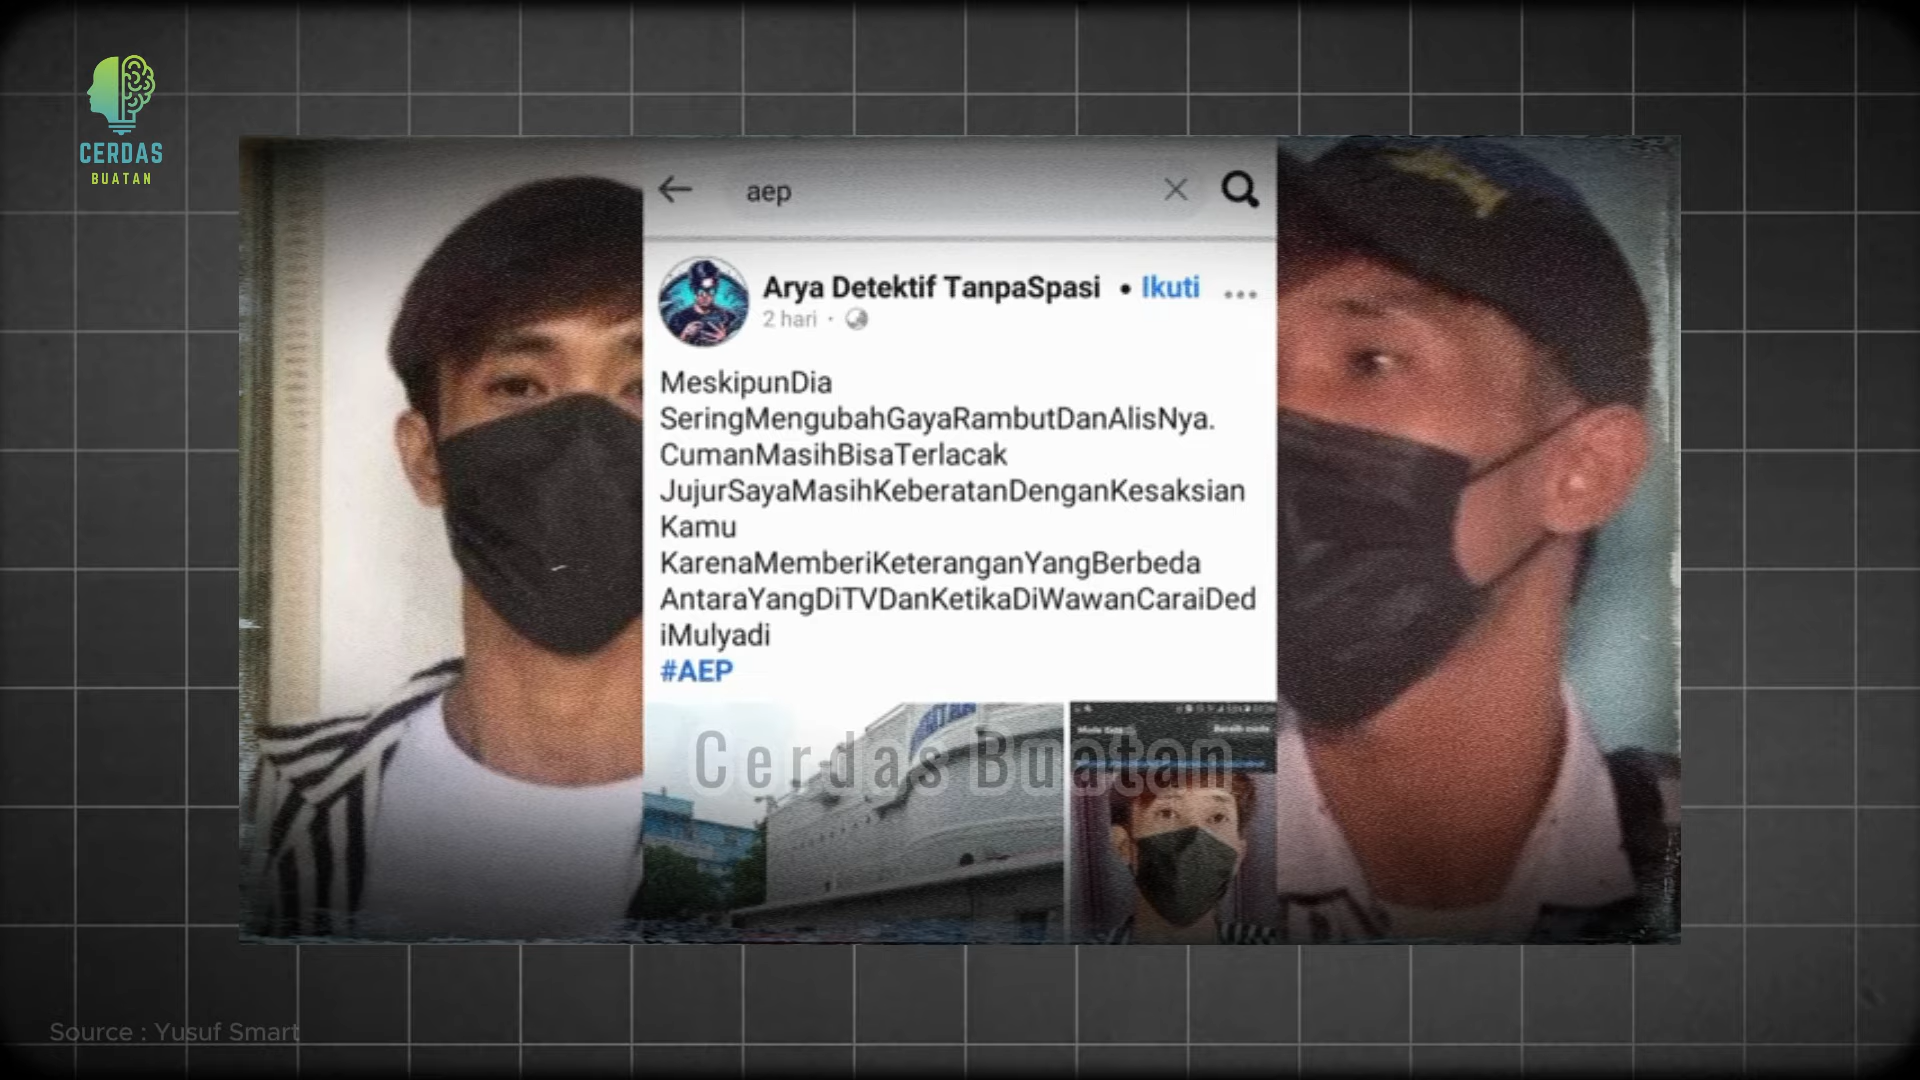 CERDAS
BUATAN
aep
Arya Detektif TanpaSpasi • Ikuti
2 hari
MeskipunDia
SeringMengubahGayaRambutDanAlisNya.
CumanMasihBisaTerlacak
JujurSayaMasihKeberatanDenganKesaksian
Kamu
KarenaMemberiKeteranganYangBerbeda
AntaraYangDiTVDanKetikaDiWawanCaraiDed
iMulyadi
#AEP
Cerdas Buatan
Source : Yusuf Smart